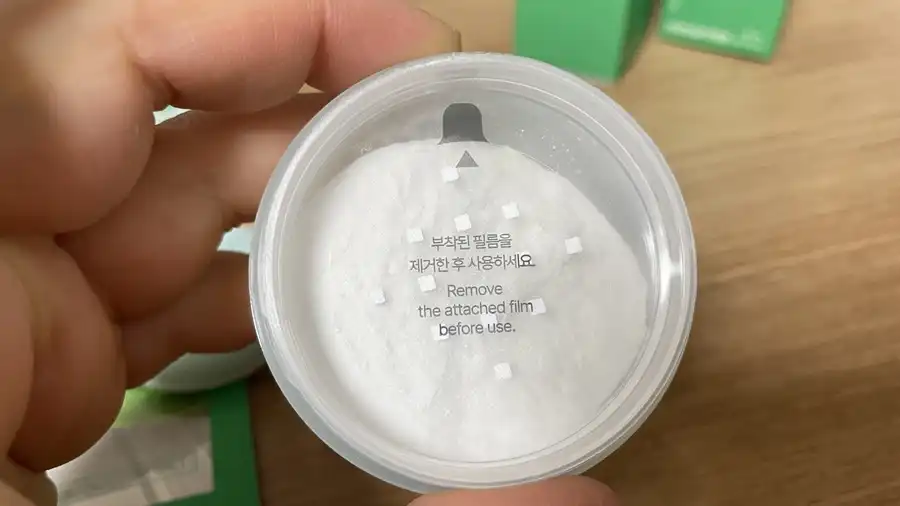 부착된 필름을
제거한 후 사용하세요.
Remove
the attached film
before use.